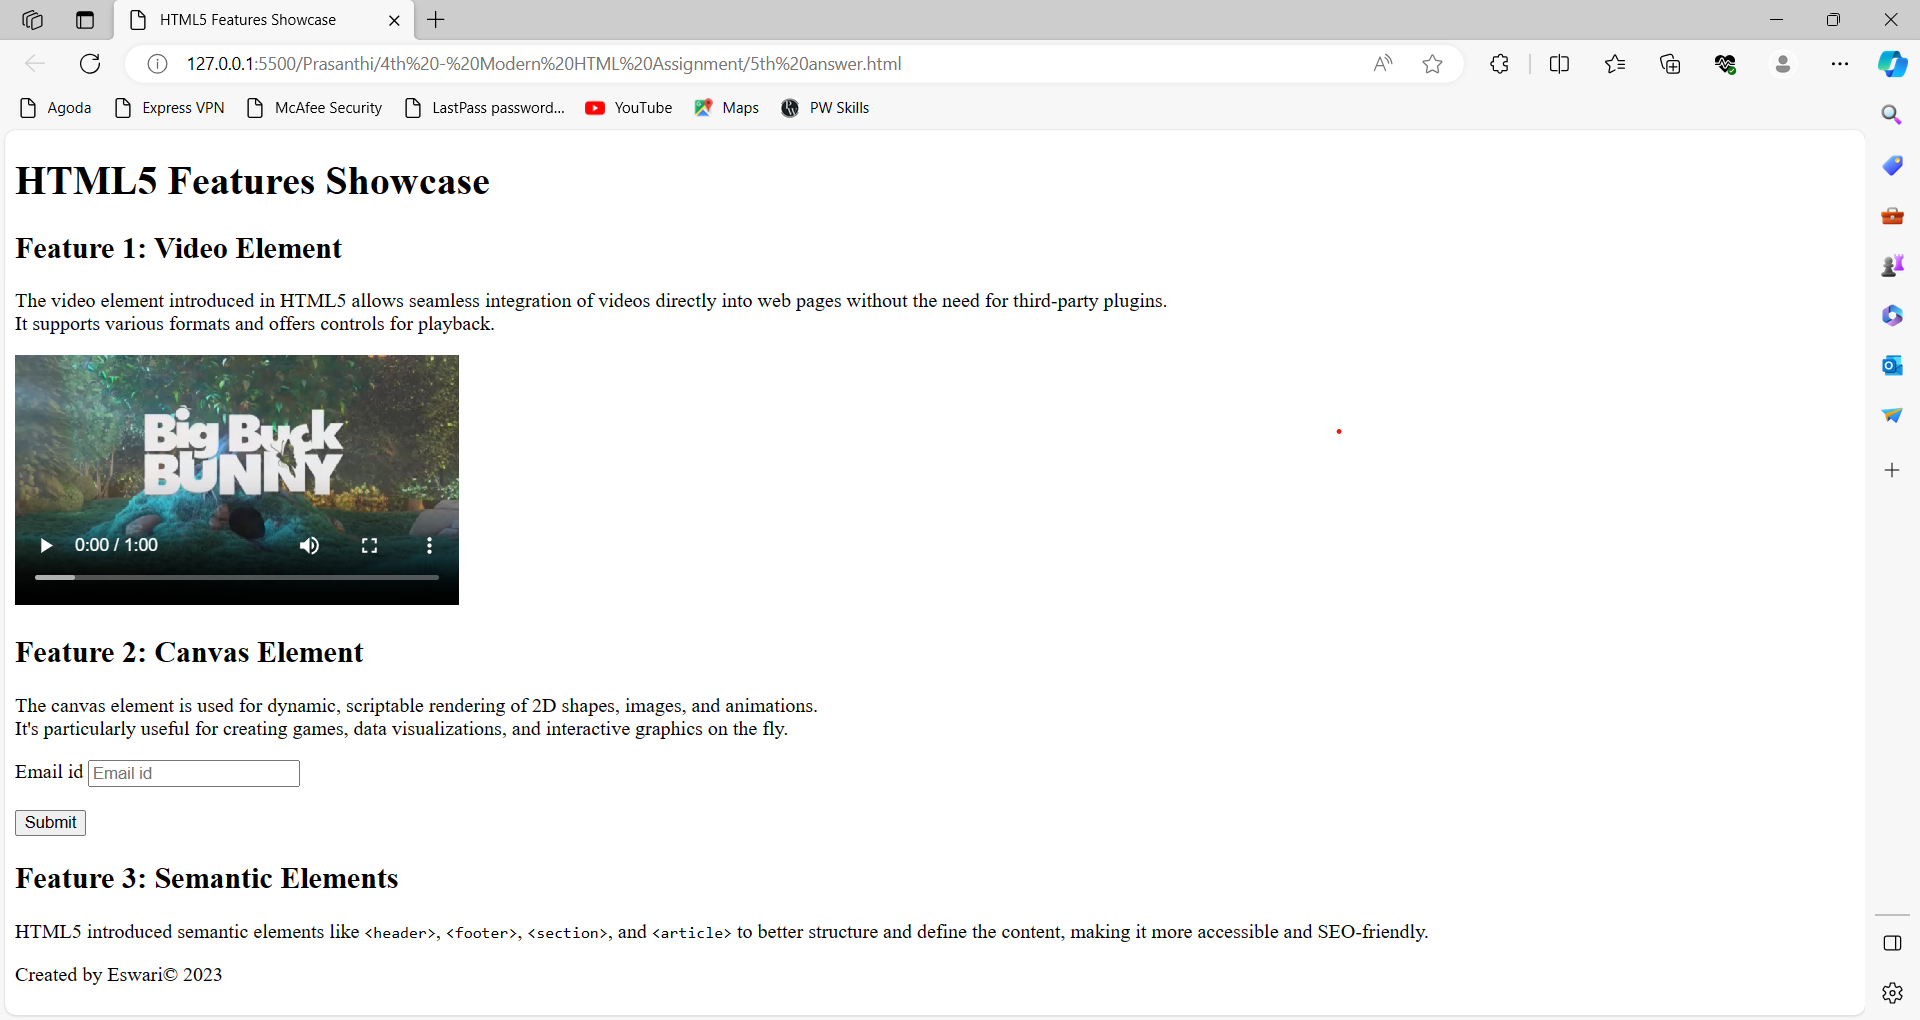 HTML5 Features Showcase
127.0.0.1:5500/Prasanthi/4th%20-%20Modern%20HTML%20Assignment/5th%20answer.html
Agoda Express VPN McAfee Security LastPass password... YouTube Maps PW Skills
HTML5 Features Showcase
Feature 1: Video Element
The video element introduced in HTML5 allows seamless integration of videos directly into web pages without the need for third-party plugins.
It supports various formats and offers controls for playback.
Big Buck
BUNNY
0:00 / 1:00
Feature 2: Canvas Element
The canvas element is used for dynamic, scriptable rendering of 2D shapes, images, and animations.
It's particularly useful for creating games, data visualizations, and interactive graphics on the fly.
Email id Email id
Submit
Feature 3: Semantic Elements
HTML5 introduced semantic elements like <header>, <footer>, <section>, and <article> to better structure and define the content, making it more accessible and SEO-friendly.
Created by Eswari© 2023